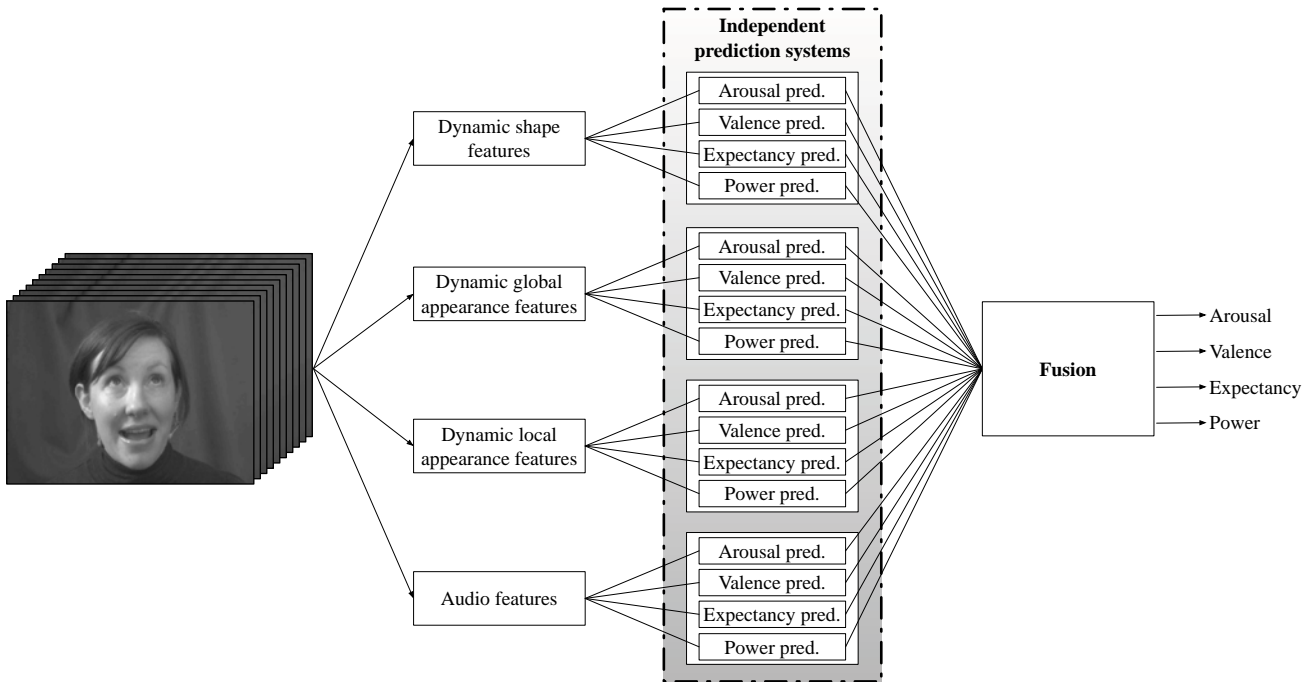 Independent
prediction systems
Dynamic shape
features
Arousal pred.
Valence pred.
Expectancy pred.
Power pred.
Dynamic global
appearance features
Arousal pred.
Valence pred.
Expectancy pred.
Power pred.
Dynamic local
appearance features
Arousal pred.
Valence pred.
Expectancy pred.
Power pred.
Audio features
Arousal pred.
Valence pred.
Expectancy pred.
Power pred.
Fusion
Arousal
Valence
Expectancy
Power